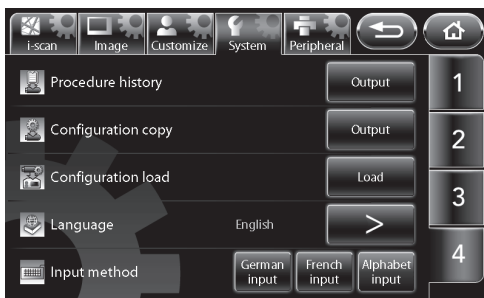 i-scan Image Customize System Peripheral
Procedure history Output 1
Configuration copy Output 2
Configuration load Load 3
Language English >
Input method German input French input Alphabet input 4